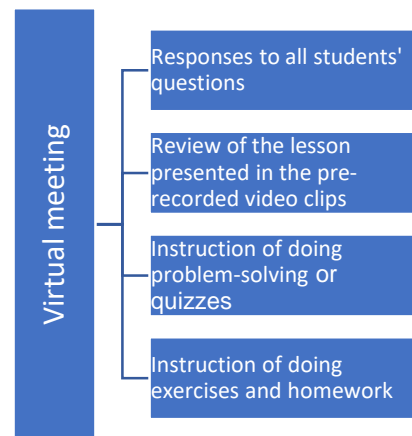 Virtual meeting
Responses to all students'
questions
Review of the lesson
presented in the pre-
recorded video clips
Instruction of doing
problem-solving or
quizzes
Instruction of doing
exercises and homework